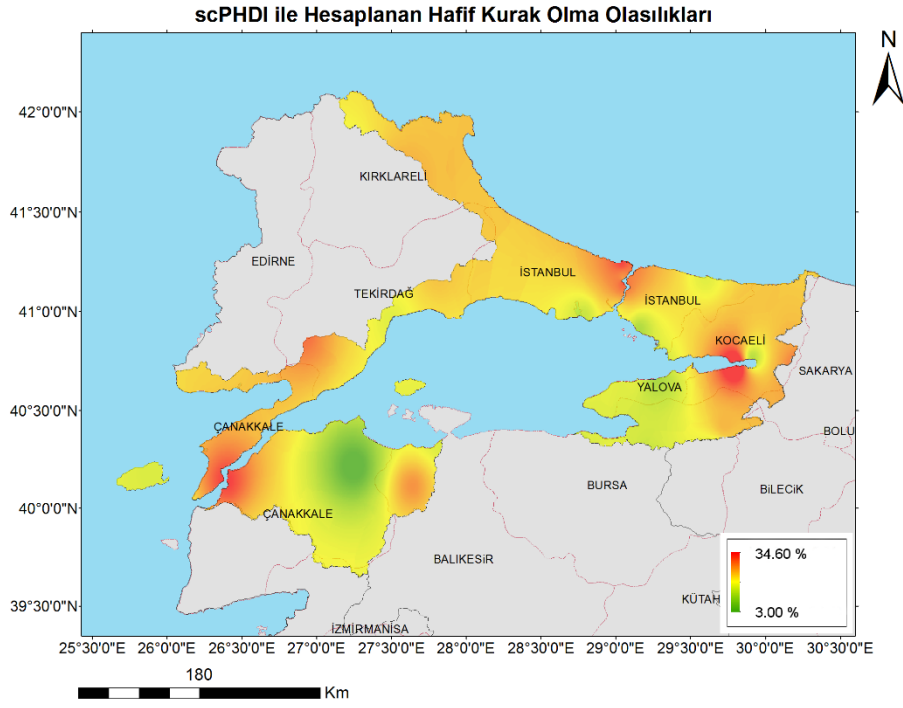 scPHDI ile Hesaplanan Hafif Kurak Olma Olasılıkları
N
42°0'0"N
41°30'0"N
41°0'0"N
40°30'0"N
40°0'0"N
39°30'0"N
KIRKLARELİ
EDİRNE
İSTANBUL
TEKİRDAĞ
İSTANBUL
KOCAELİ
SAKARYA
YALOVA
ÇANAKKALE
BOLU
BURSA
BİLECİK
ÇANAKKALE
BALIKESİR
KÜTAH
İZMİRMANİSA
34.60 %
3.00 %
25°30'0"E 26°0'0"E 26°30'0"E 27°0'0"E 27°30'0"E 28°0'0"E 28°30'0"E 29°0'0"E 29°30'0"E 30°0'0"E 30°30'0"E
180
Km